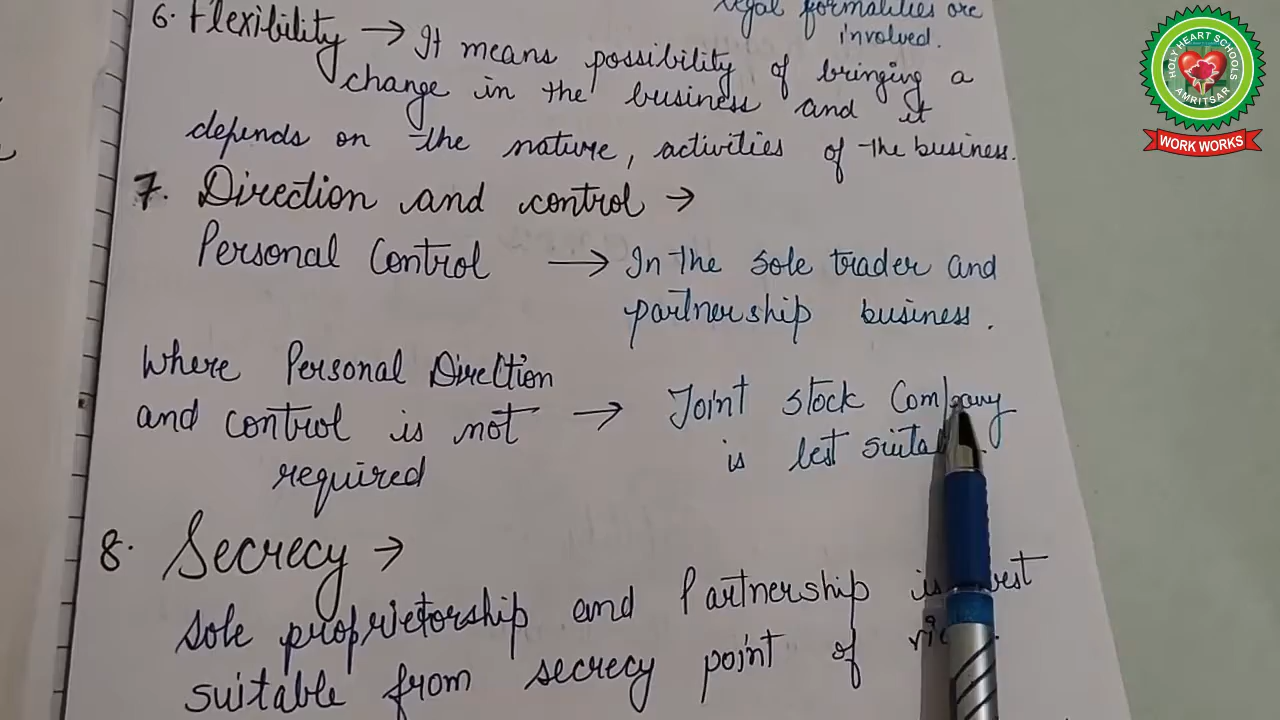 legal formalities are
involved.
6. Flexibility → It means possibility of bringing a
change in the business and it
depends on the nature, activities of the business.
7. Direction and control →
Personal Control → In the sole trader and
partnership business.
Where Personal Direction
and control is not → Joint stock Company
required
is best
8. Secrecy →
Sole proprietorship and Partnership is best
suitable from secrecy point of
HOLY HEART SCHOOLS
AMRITSAR
WORK WORKS